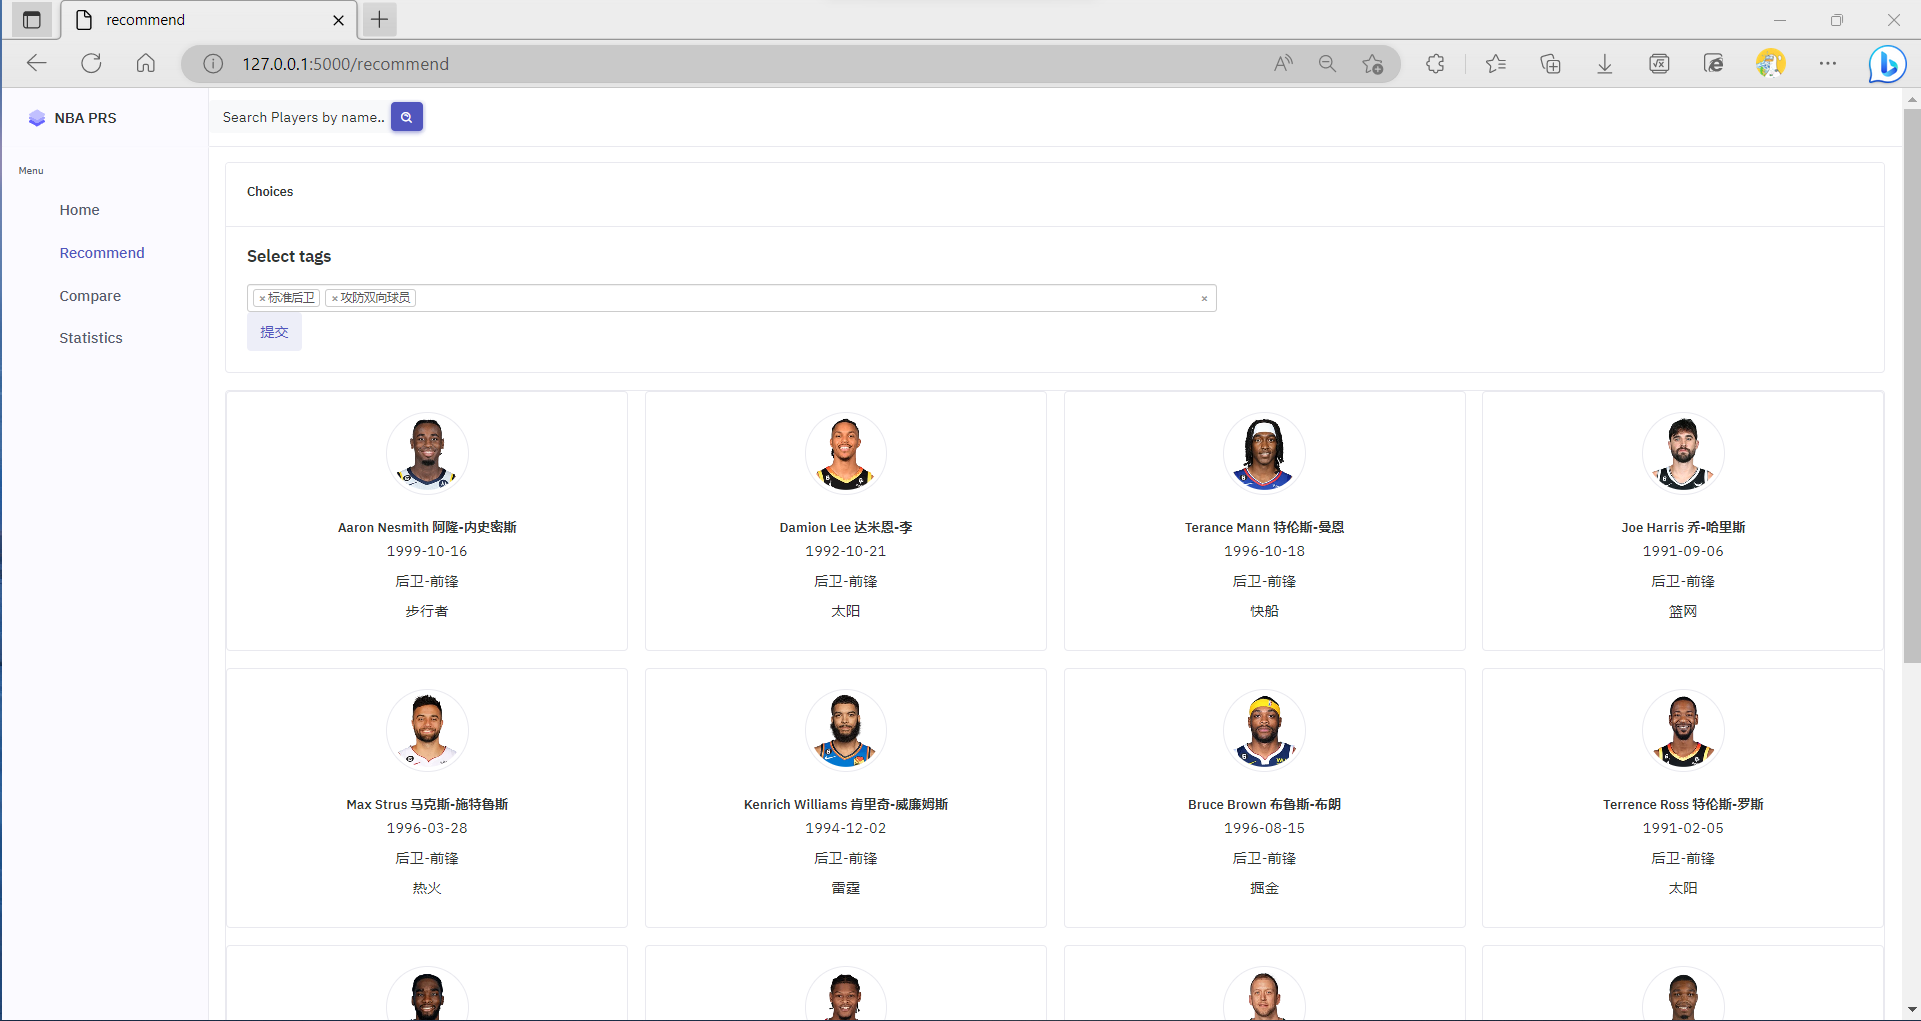 recommend
127.0.0.1:5000/recommend
NBA PRS
Search Players by name..
Menu
Home
Recommend
Compare
Statistics
Choices
Select tags
×标准后卫 ×攻防双向球员 ×
提交
Aaron Nesmith 阿隆-内史密斯
1999-10-16
后卫-前锋
步行者
Damion Lee 达米恩-李
1992-10-21
后卫-前锋
太阳
Terance Mann 特伦斯-曼恩
1996-10-18
后卫-前锋
快船
Joe Harris 乔-哈里斯
1991-09-06
后卫-前锋
篮网
Max Strus 马克斯-施特鲁斯
1996-03-28
后卫-前锋
热火
Kenrich Williams 肯里奇-威廉姆斯
1994-12-02
后卫-前锋
雷霆
Bruce Brown 布鲁斯-布朗
1996-08-15
后卫-前锋
掘金
Terrence Ross 特伦斯-罗斯
1991-02-05
后卫-前锋
太阳